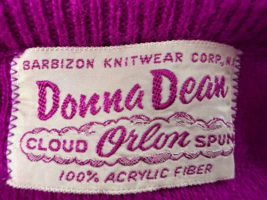 BARBIZON KNITWEAR CORP., N.
Donna Dean
CLOUD Orlon SPUN
100% ACRYLIC FIBER